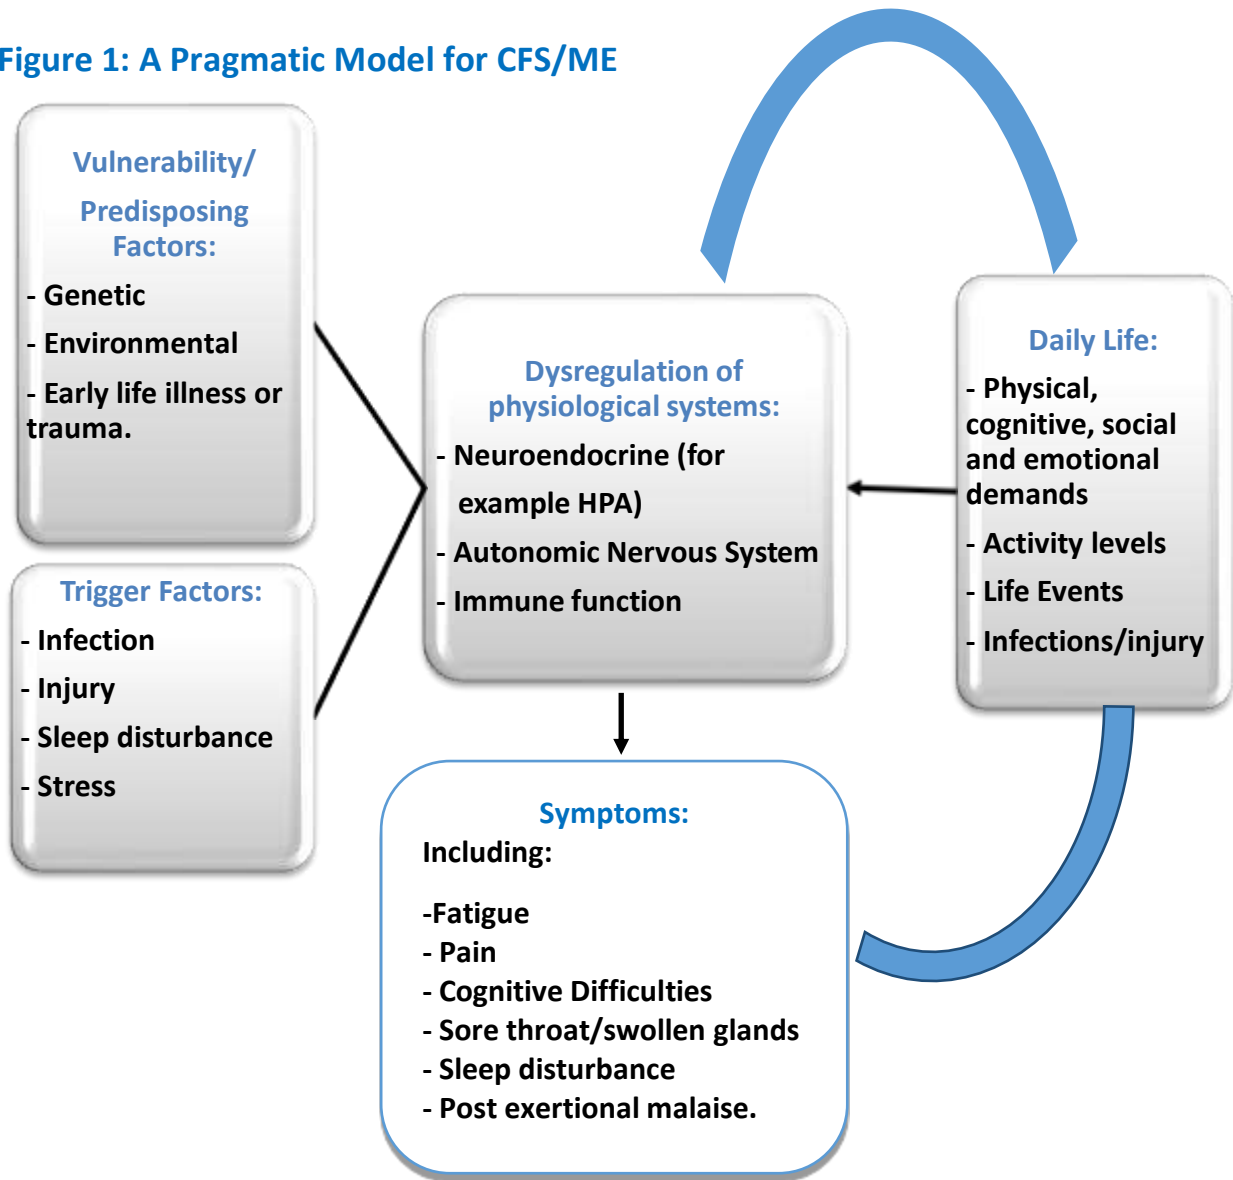 Figure 1: A Pragmatic Model for CFS/ME
Vulnerability/
Predisposing
Factors:
- Genetic
- Environmental
- Early life illness or
trauma.
Trigger Factors:
- Infection
- Injury
- Sleep disturbance
- Stress
Dysregulation of
physiological systems:
- Neuroendocrine (for
example HPA)
- Autonomic Nervous System
- Immune function
Daily Life:
- Physical,
cognitive, social
and emotional
demands
- Activity levels
- Life Events
- Infections/injury
Symptoms:
Including:
-Fatigue
- Pain
- Cognitive Difficulties
- Sore throat/swollen glands
- Sleep disturbance
- Post exertional malaise.